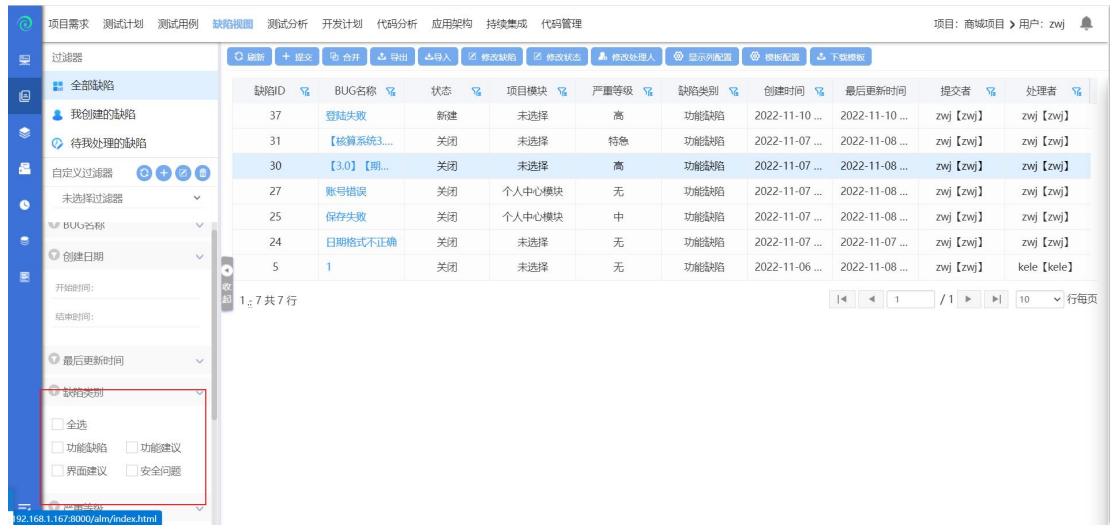 项目需求 测试计划 测试用例 缺陷视图 测试分析 开发计划 代码分析 应用架构 持续集成 代码管理 项目：商城项目 用户：zwj
过滤器
全部缺陷
我创建的缺陷
待我处理的缺陷
自定义过滤器
未选择过滤器
BUG名称
创建日期
开始时间:
结束时间:
最后更新时间
缺陷类别
全选
功能缺陷 功能建议
界面建议 安全问题
严重等级
192.168.1.167:8000/alm/index.html
收起
刷新 提交 合并 导出 导入 修改缺陷 修改状态 修改处理人 显示列配置 模板配置 下载模板
缺陷ID BUG名称 状态 项目模块 严重等级 缺陷类别 创建时间 最后更新时间 提交者 处理者
37 登陆失败 新建 未选择 高 功能缺陷 2022-11-10 ... 2022-11-10 ... zwj【zwj】 zwj【zwj】
31 【核算系统3.... 关闭 未选择 特急 功能缺陷 2022-11-07 ... 2022-11-08 ... zwj【zwj】 zwj【zwj】
30 【3.0】【期... 关闭 未选择 高 功能缺陷 2022-11-07 ... 2022-11-08 ... zwj【zwj】 zwj【zwj】
27 账号错误 关闭 个人中心模块 无 功能缺陷 2022-11-07 ... 2022-11-08 ... zwj【zwj】 zwj【zwj】
25 保存失败 关闭 个人中心模块 中 功能缺陷 2022-11-07 ... 2022-11-08 ... zwj【zwj】 zwj【zwj】
24 日期格式不正确 关闭 未选择 无 功能缺陷 2022-11-07 ... 2022-11-07 ... zwj【zwj】 zwj【zwj】
5 1 关闭 未选择 无 功能缺陷 2022-11-06 ... 2022-11-08 ... zwj【zwj】 kele【kele】
1 .: 7 共 7 行 1 / 1 10 行每页